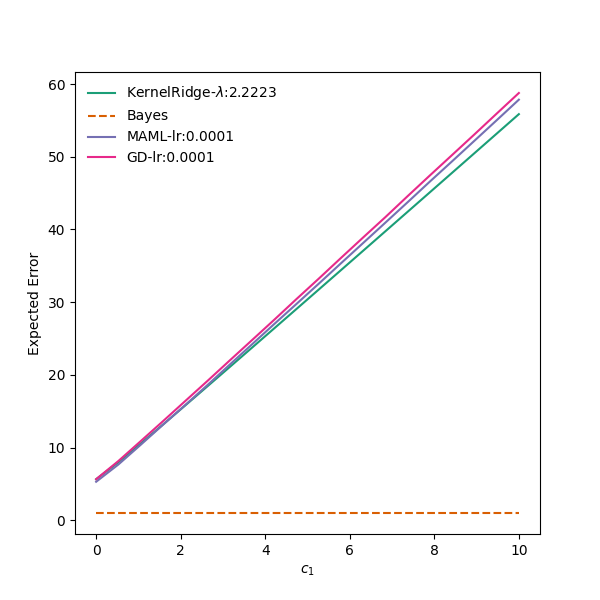 60
50
40
30
20
10
0
Expected Error
KernelRidge-λ:2.2223
Bayes
MAML-lr:0.0001
GD-lr:0.0001
0 2 4 6 8 10
c₁